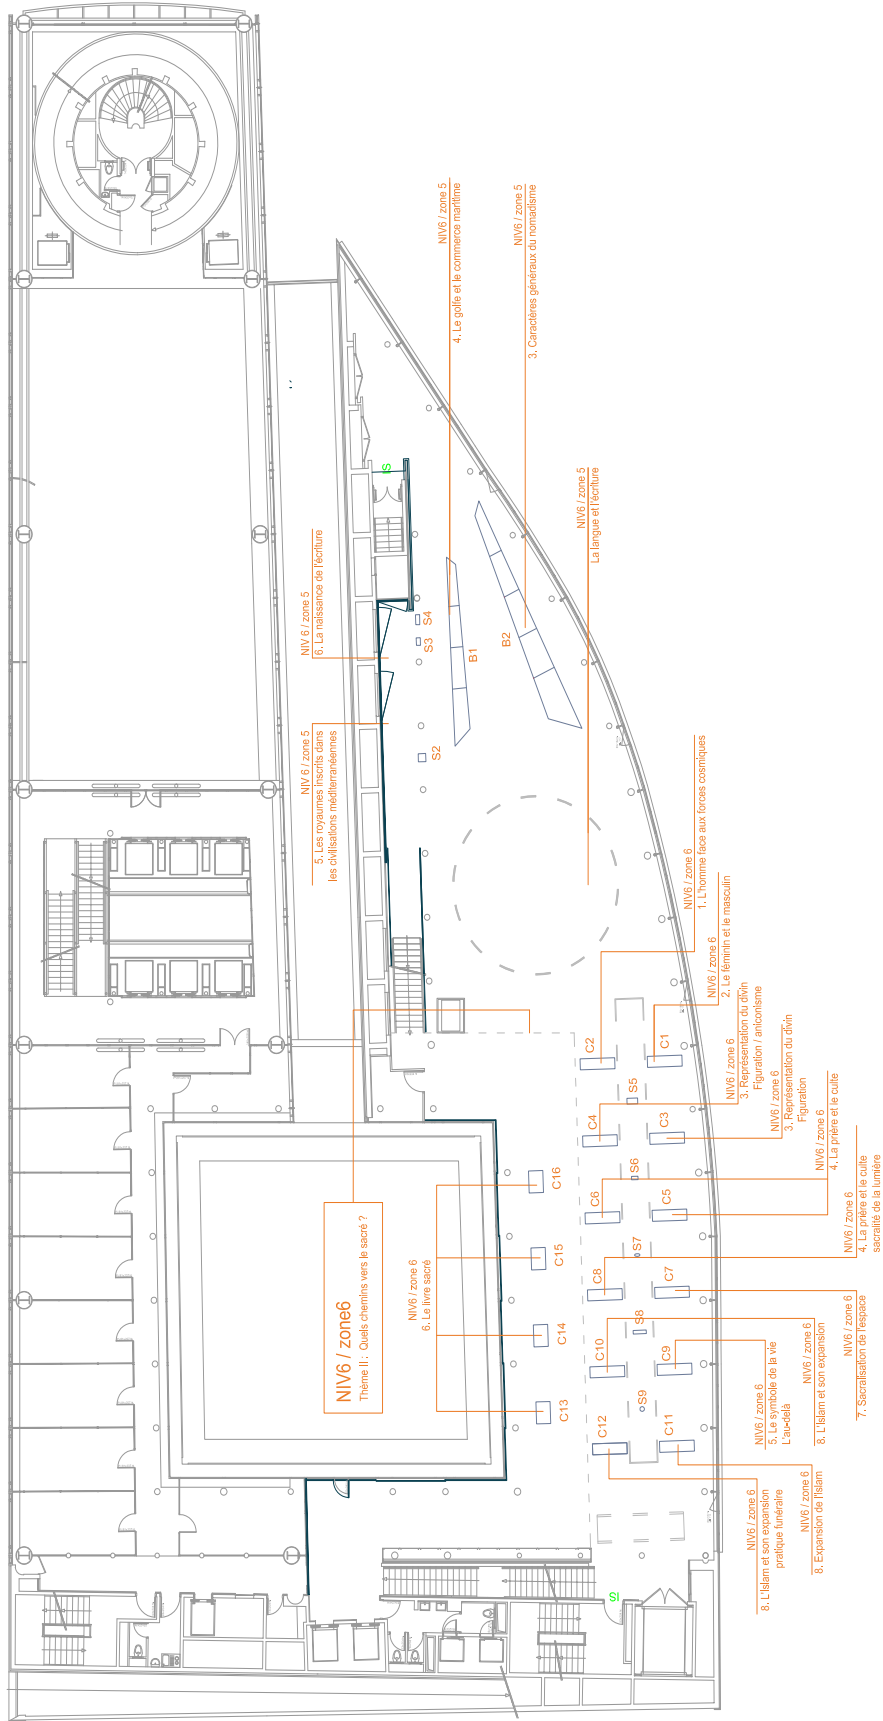 NIV6 / zone 5
4. Le golfe et le commerce maritime
NIV6 / zone 5
3. Caractères généraux du nomadisme
NIV6 / zone 5
La langue et l'écriture
NIV 6 / zone 5
6. La naissance de l'écriture
NIV 6 / zone 5
5. Les royaumes inscrits dans
les civilisations méditerranéennes
IS
S4
S3
S2
B1
B2
NIV6 / zone 6
1. L'homme face aux forces cosmiques
NIV6 / zone 6
2. Le féminin et le masculin
NIV6 / zone 6
3. Représentation du divin
Figuration / aniconisme
NIV6 / zone 6
3. Représentation du divin
Figuration
NIV6 / zone 6
4. La prière et le culte
NIV6 / zone 6
4. La prière et le culte
sacralité de la lumière
NIV6 / zone6
Thème II : Quels chemins vers le sacré ?
NIV6 / zone 6
6. Le livre sacré
C2
C1
S5
C4
C3
S6
C6
C5
S7
C8
C7
S8
C10
C9
S9
C12
C11
C16
C15
C14
C13
NIV6 / zone 6
7. Sacralisation de l'espace
NIV6 / zone 6
8. L'Islam et son expansion
NIV6 / zone 6
5. Le symbole de la vie
L'au-delà
NIV6 / zone 6
8. Expansion de l'Islam
NIV6 / zone 6
8. L'Islam et son expansion
pratique funéraire
IS